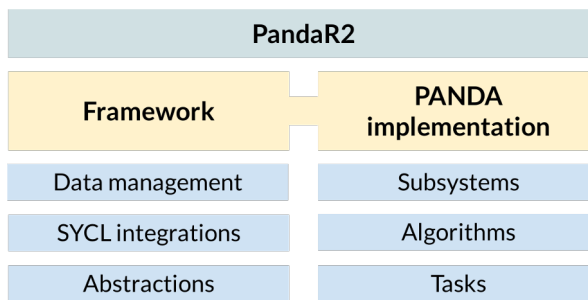 PandaR2
Framework
PANDA
implementation
Data management
Subsystems
SYCL integrations
Algorithms
Abstractions
Tasks